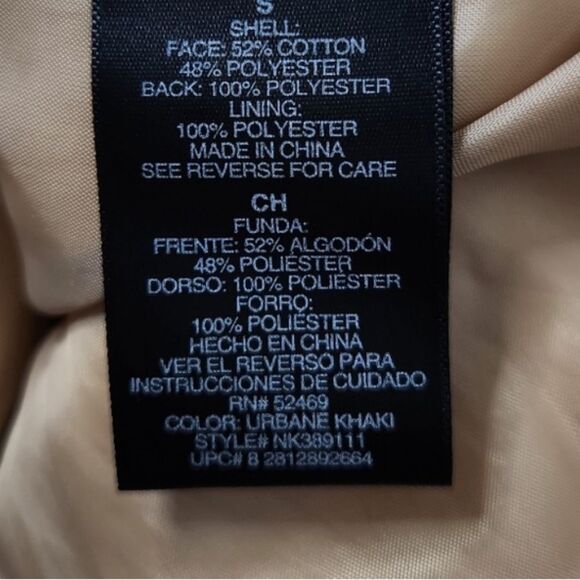 S
SHELL:
FACE: 52% COTTON
48% POLYESTER
BACK: 100% POLYESTER
LINING:
100% POLYESTER
MADE IN CHINA
SEE REVERSE FOR CARE
CH
FUNDA:
FRENTE: 52% ALGODÓN
48% POLIÉSTER
DORSO: 100% POLIÉSTER
FORRO:
100% POLIÉSTER
HECHO EN CHINA
VER EL REVERSO PARA
INSTRUCCIONES DE CUIDADO
RN# 52469
COLOR: URBANE KHAKI
STYLE# NK389111
UPC# 8 2812892664